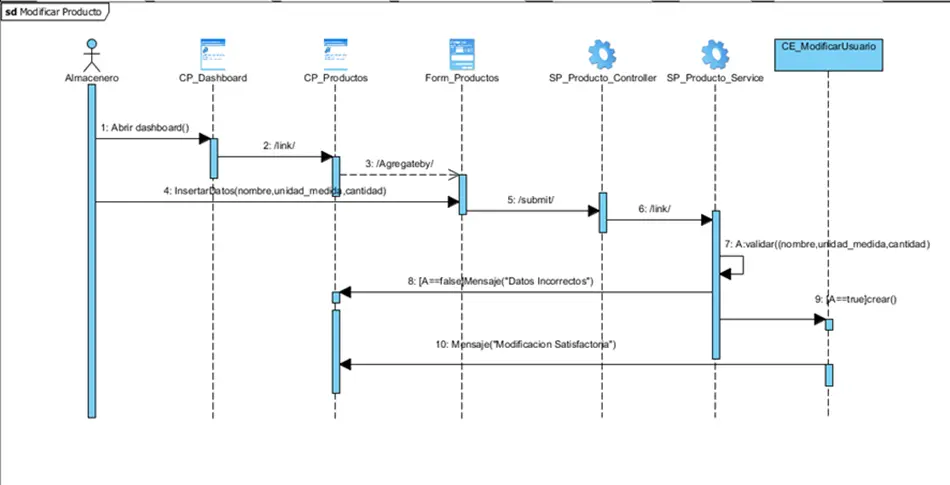 sd Modificar Producto
CE_ModificarUsuario
Almacenero
CP_Dashboard
CP_Productos
Form_Productos
SP_Producto_Controller
SP_Producto_Service
1: Abrir dashboard()
2: /link/
3: /Agregateby/
4: InsertarDatos(nombre,unidad_medida,cantidad)
5: /submit/
6: /link/
7: A:validar((nombre,unidad_medida,cantidad)
8: [A==false]Mensaje("Datos Incorrectos")
9: [A==true]crear()
10: Mensaje("Modificacion Satisfactoria")